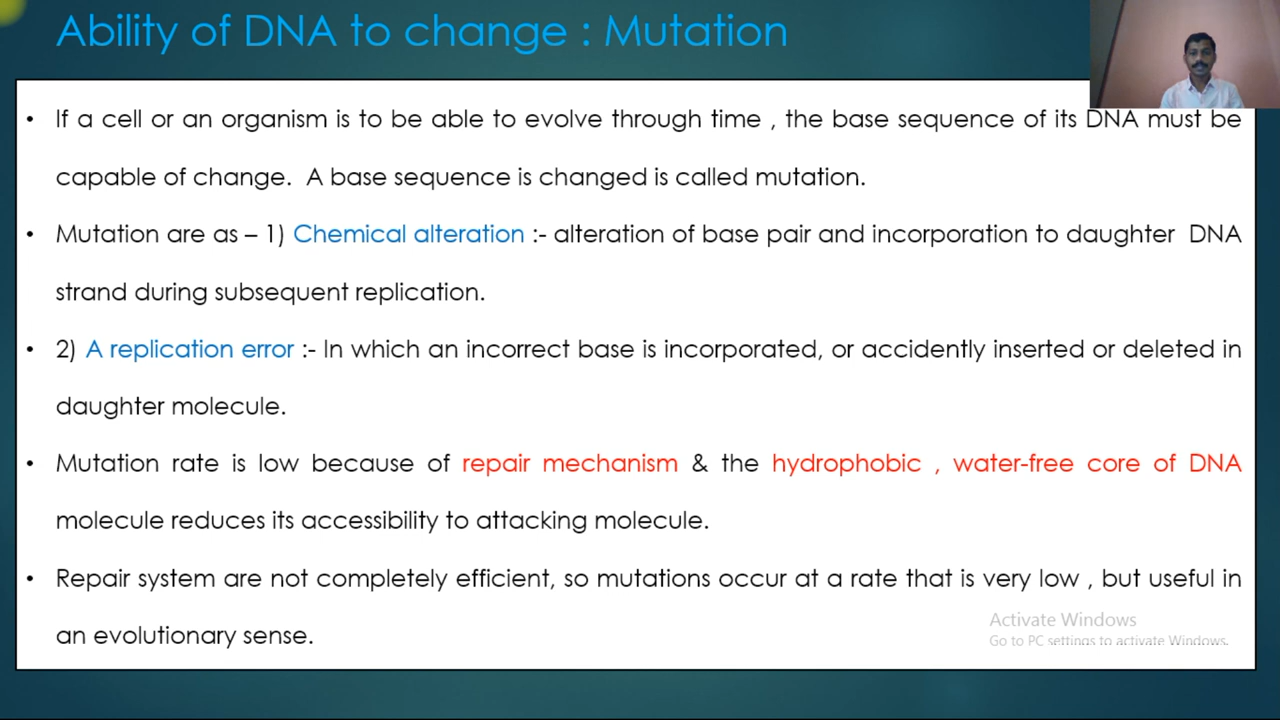 Ability of DNA to change : Mutation
• If a cell or an organism is to be able to evolve through time , the base sequence of its DNA must be
capable of change. A base sequence is changed is called mutation.
• Mutation are as – 1) Chemical alteration :- alteration of base pair and incorporation to daughter DNA
strand during subsequent replication.
• 2) A replication error :- In which an incorrect base is incorporated, or accidently inserted or deleted in
daughter molecule.
• Mutation rate is low because of repair mechanism & the hydrophobic , water-free core of DNA
molecule reduces its accessibility to attacking molecule.
• Repair system are not completely efficient, so mutations occur at a rate that is very low , but useful in
an evolutionary sense.
Activate Windows
Go to PC settings to activate Windows.